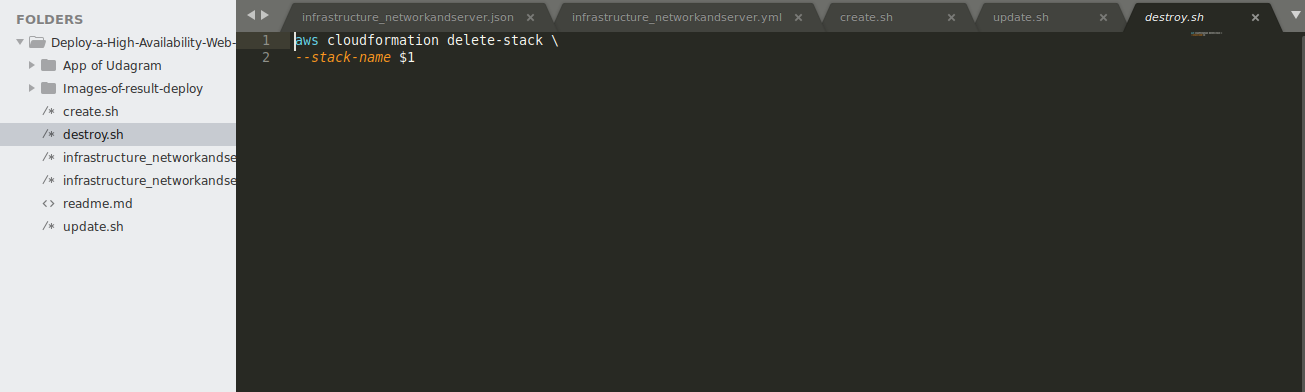 FOLDERS
Deploy-a-High-Availability-Web-
App of Udagram
Images-of-result-deploy
/* create.sh
/* destroy.sh
/* infrastructure_networkandse
/* infrastructure_networkandse
<> readme.md
/* update.sh
infrastructure_networkandserver.json × infrastructure_networkandserver.yml × create.sh × update.sh × destroy.sh ×
1 aws cloudformation delete-stack \
2 --stack-name $1